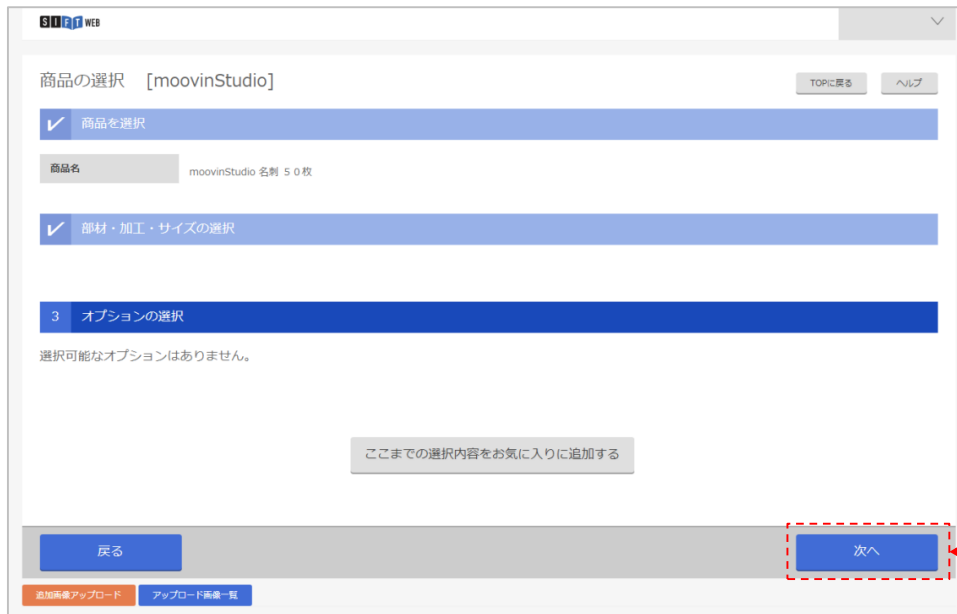 SIFT WEB
商品の選択 [moovinStudio]
TOPに戻る
ヘルプ
商品を選択
商品名
moovinStudio 名刺 ５０枚
部材・加工・サイズの選択
3 オプションの選択
選択可能なオプションはありません。
ここまでの選択内容をお気に入りに追加する
戻る
次へ
追加画像アップロード
アップロード画像一覧